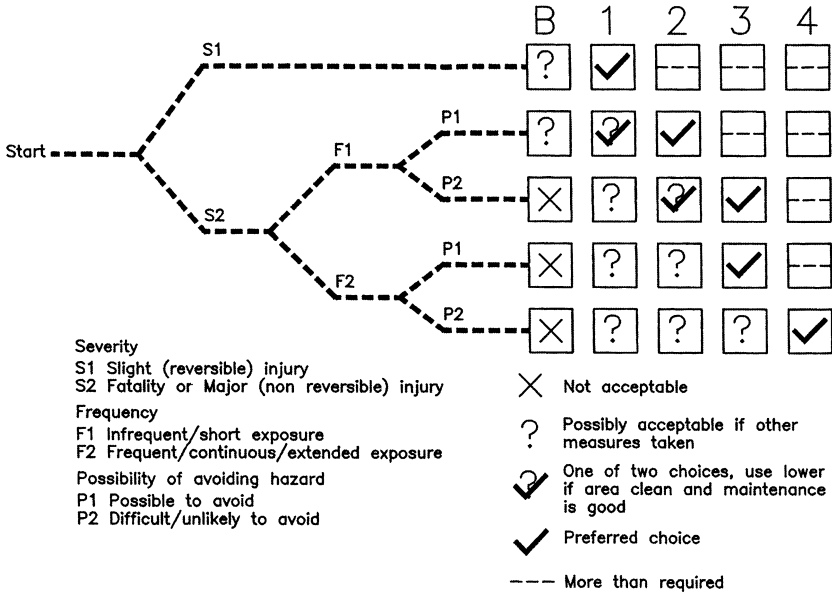 B 1 2 3 4
S1
? 
P1
? ?
Start
F1
P2
? ?
S2
P1
? ?
F2
P2
? ? ?
Severity
S1 Slight (reversible) injury
S2 Fatality or Major (non reversible) injury
Frequency
F1 Infrequent/short exposure
F2 Frequent/continuous/extended exposure
Possibility of avoiding hazard
P1 Possible to avoid
P2 Difficult/unlikely to avoid
Not acceptable
? Possibly acceptable if other
measures taken
? One of two choices, use lower
if area clean and maintenance
is good
Preferred choice
More than required